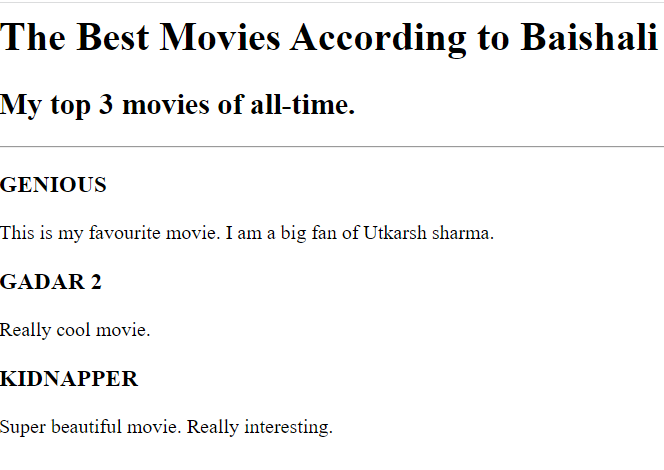 The Best Movies According to Baishali
My top 3 movies of all-time.
GENIOUS
This is my favourite movie. I am a big fan of Utkarsh sharma.
GADAR 2
Really cool movie.
KIDNAPPER
Super beautiful movie. Really interesting.